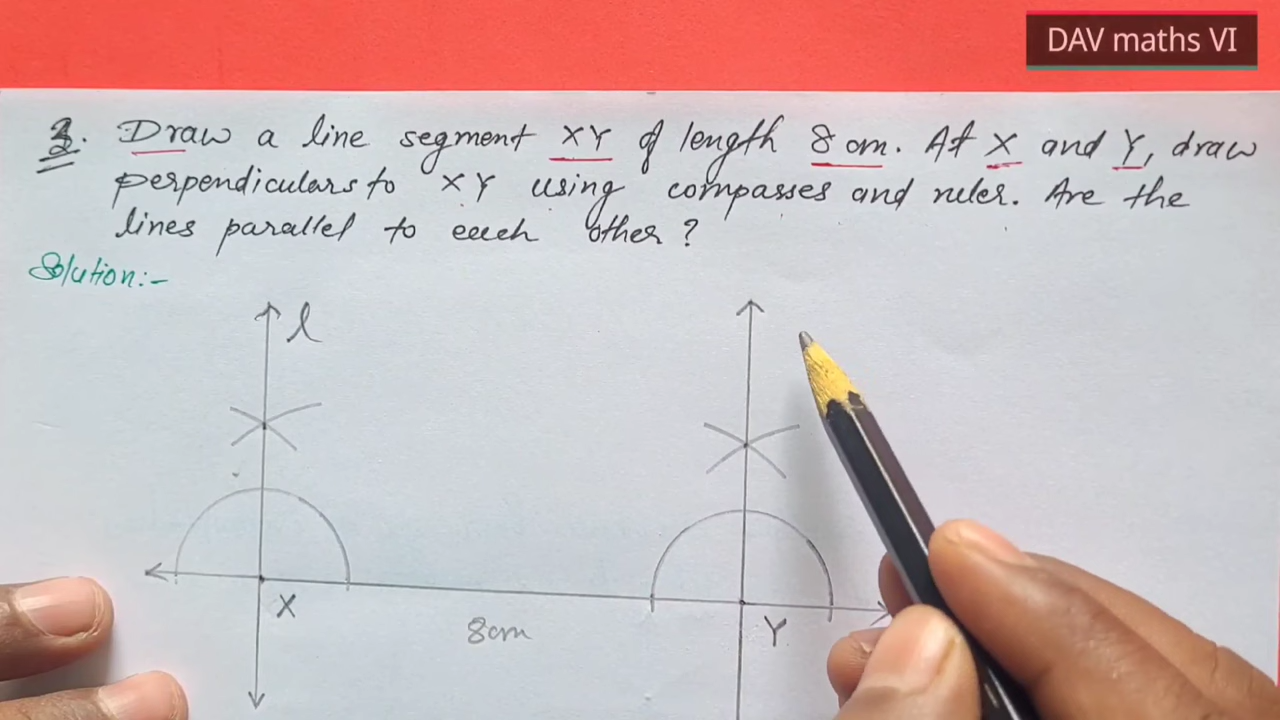 DAV maths VI
3. Draw a line segment XY of length 8 cm. At X and Y, draw
perpendiculars to XY using compasses and ruler. Are the
lines parallel to each other?
Solution:-
l
X
8cm
Y